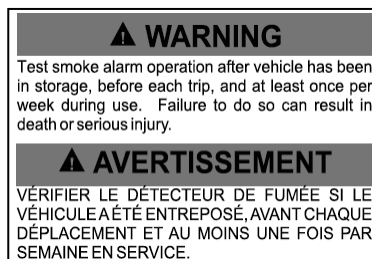 ⚠ WARNING
Test smoke alarm operation after vehicle has been
in storage, before each trip, and at least once per
week during use. Failure to do so can result in
death or serious injury.
⚠ AVERTISSEMENT
VÉRIFIER LE DÉTECTEUR DE FUMÉE SI LE
VÉHICULE A ÉTÉ ENTREPOSÉ, AVANT CHAQUE
DÉPLACEMENT ET AU MOINS UNE FOIS PAR
SEMAINE EN SERVICE.